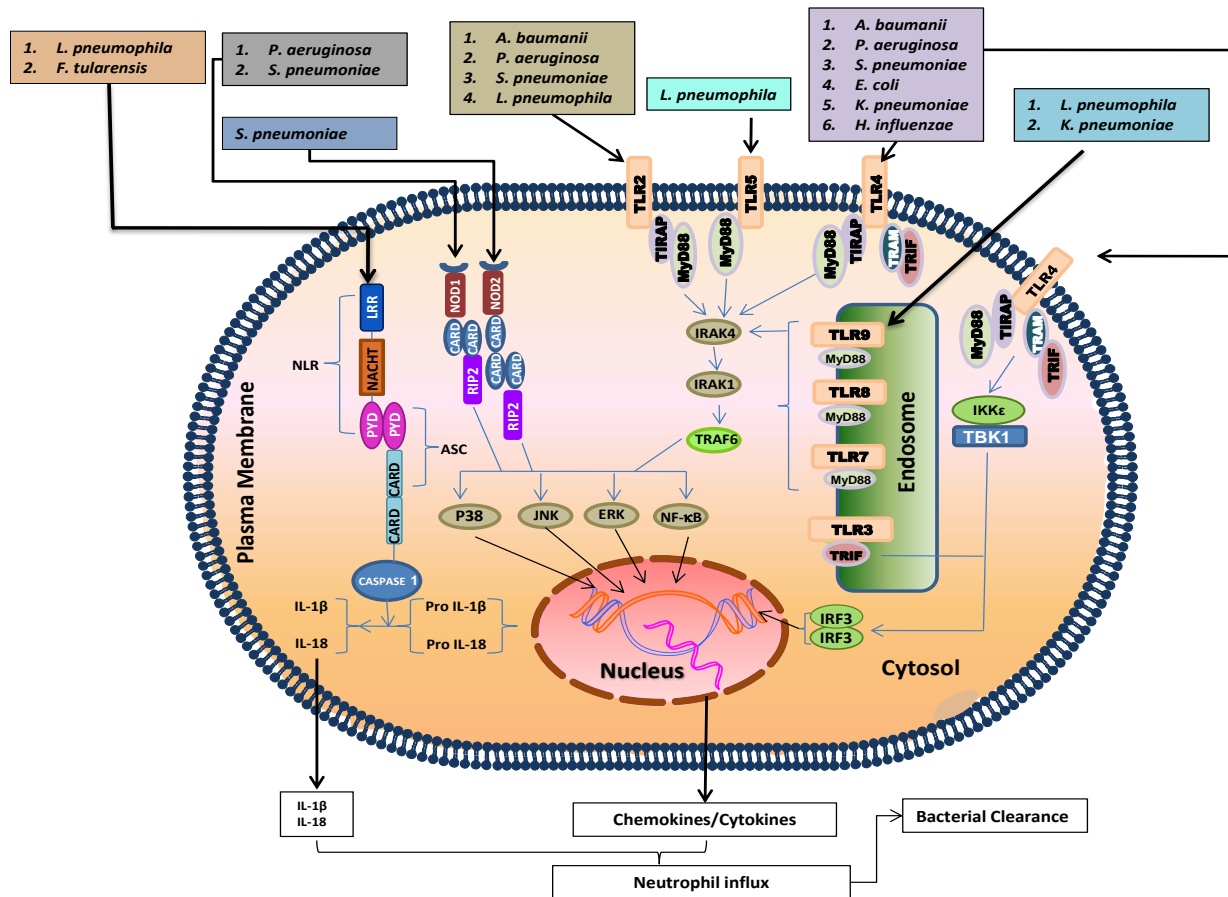 1. L. pneumophila
2. F. tularensis
1. P. aeruginosa
2. S. pneumoniae
S. pneumoniae
1. A. baumanii
2. P. aeruginosa
3. S. pneumoniae
4. L. pneumophila
L. pneumophila
1. A. baumanii
2. P. aeruginosa
3. S. pneumoniae
4 E. coli
5 K. pneumoniae
6. H. influenzae
1. L. pneumophila
2. K. pneumoniae
TLR2
TIRAP
MyD88
TLR5
MyD88
TLR4
TIRAP
MyD88
TRAM
TRIF
TLR4
TIRAP
MyD88
TRAM
TRIF
Plasma Membrane
NLR
LRR
NACHT
PYD
PYD
ASC
CARD
CARD
CASPASE 1
NOD1
CARD
CARD
RIP2
NOD2
CARD
CARD
CARD
CARD
RIP2
IRAK4
IRAK1
TRAF6
P38
JNK
ERK
NF-κB
TLR9
MyD88
TLR8
MyD88
TLR7
MyD88
TLR3
TRIF
Endosome
IKKε
TBK1
IRF3
IRF3
IL-1β
IL-18
Pro IL-1β
Pro IL-18
Nucleus
Cytosol
IL-1β
IL-18
Chemokines/Cytokines
Bacterial Clearance
Neutrophil influx